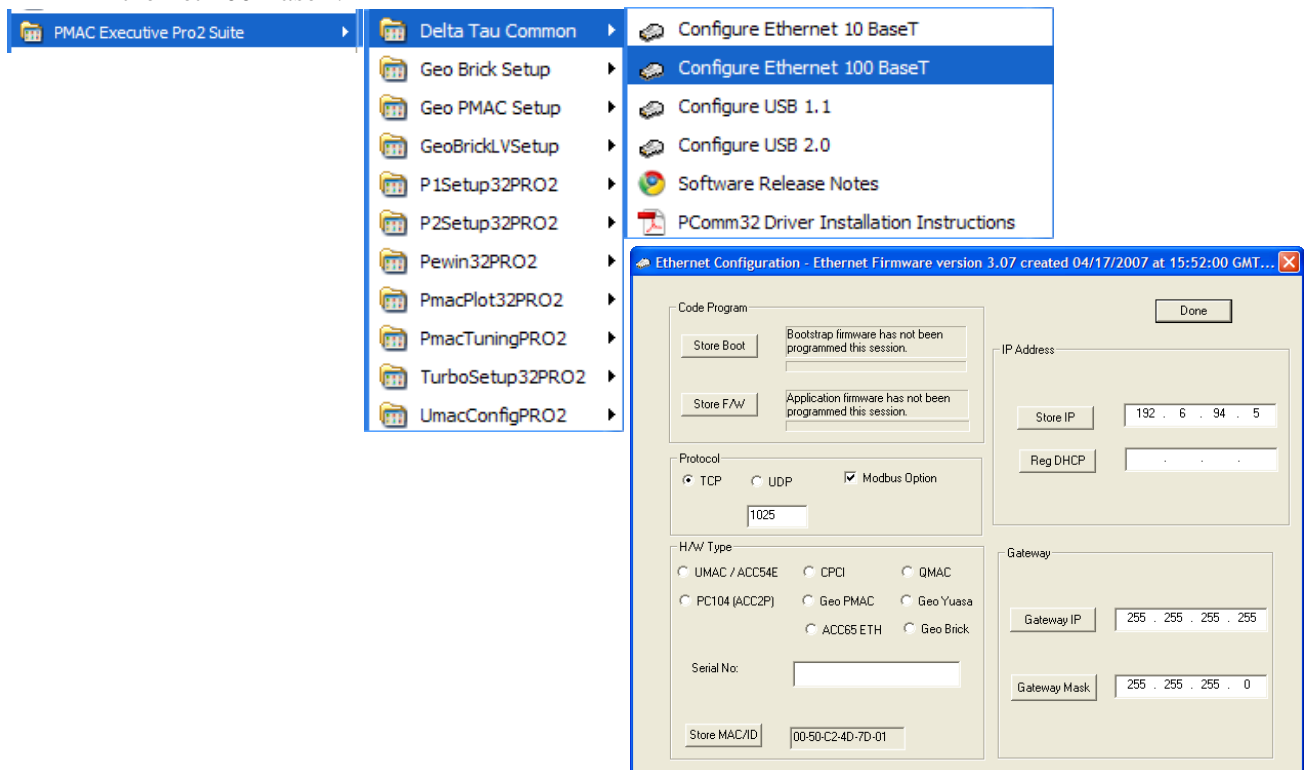 PMAC Executive Pro2 Suite
Delta Tau Common
Geo Brick Setup
Geo PMAC Setup
GeoBrickLVSetup
P1Setup32PRO2
P2Setup32PRO2
Pewin32PRO2
PmacPlot32PRO2
PmacTuningPRO2
TurboSetup32PRO2
UmacConfigPRO2
Configure Ethernet 10 BaseT
Configure Ethernet 100 BaseT
Configure USB 1.1
Configure USB 2.0
Software Release Notes
PComm32 Driver Installation Instructions
Ethernet Configuration - Ethernet Firmware version 3.07 created 04/17/2007 at 15:52:00 GMT...
Code Program
Store Boot
Bootstrap firmware has not been
programmed this session.
Store F/W
Application firmware has not been
programmed this session.
Protocol
TCP UDP Modbus Option
1025
H/W Type
UMAC / ACC54E CPCI QMAC
PC104 (ACC2P) Geo PMAC Geo Yuasa
ACC65 ETH Geo Brick
Serial No:
Store MAC/ID 00-50-C2-4D-7D-01
Done
IP Address
Store IP 192 . 6 . 94 . 5
Reg DHCP . . .
Gateway
Gateway IP 255 . 255 . 255 . 255
Gateway Mask 255 . 255 . 255 . 0